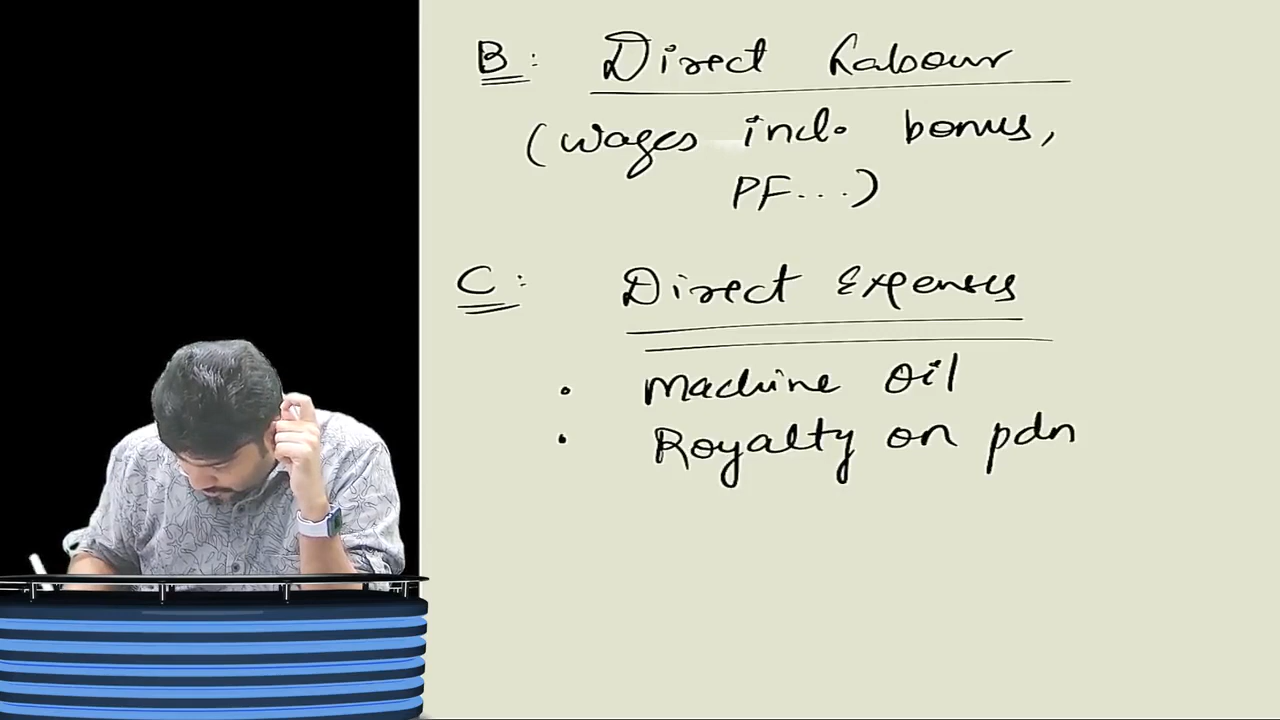 B: Direct Labour
(wages incl. bonus,
PF...)
C: Direct Expenses
• Machine Oil
• Royalty on pdn